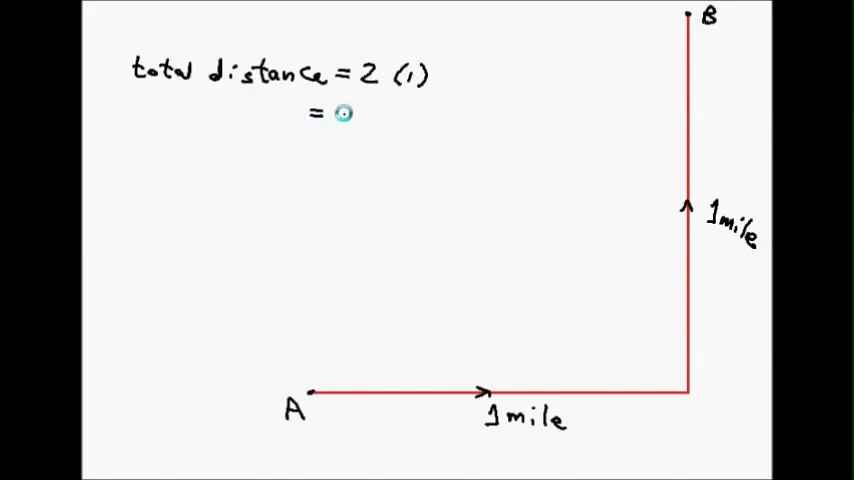 B
total distance = 2 (1)
=
1 mile
A
1 mile